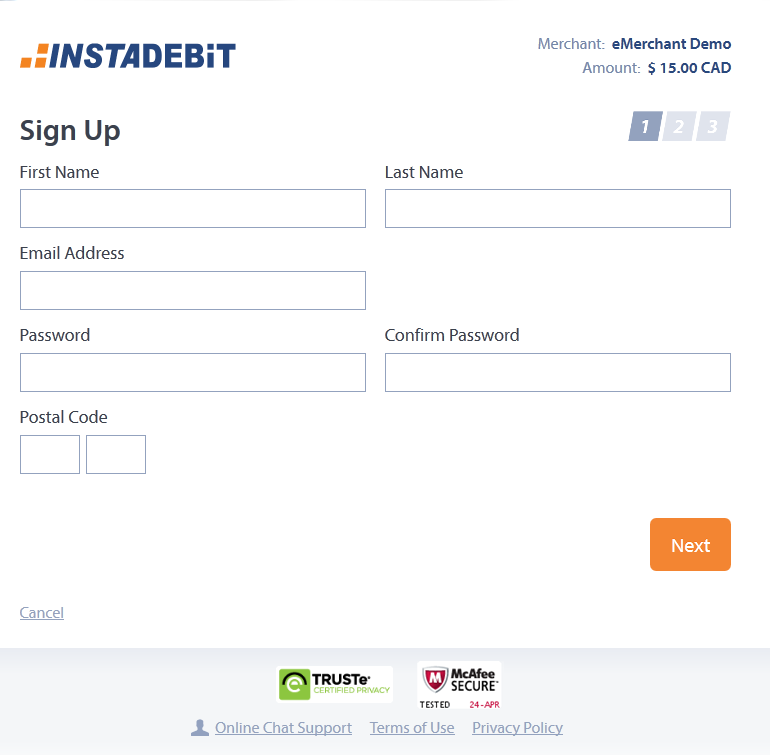 INSTADEBiT
Merchant: eMerchant Demo
Amount: $ 15.00 CAD
Sign Up
1 2 3
First Name Last Name
Email Address
Password Confirm Password
Postal Code
Next
Cancel
e TRUSTe
CERTIFIED PRIVACY
M McAfee
SECURE
TESTED 24-APR
Online Chat Support Terms of Use Privacy Policy